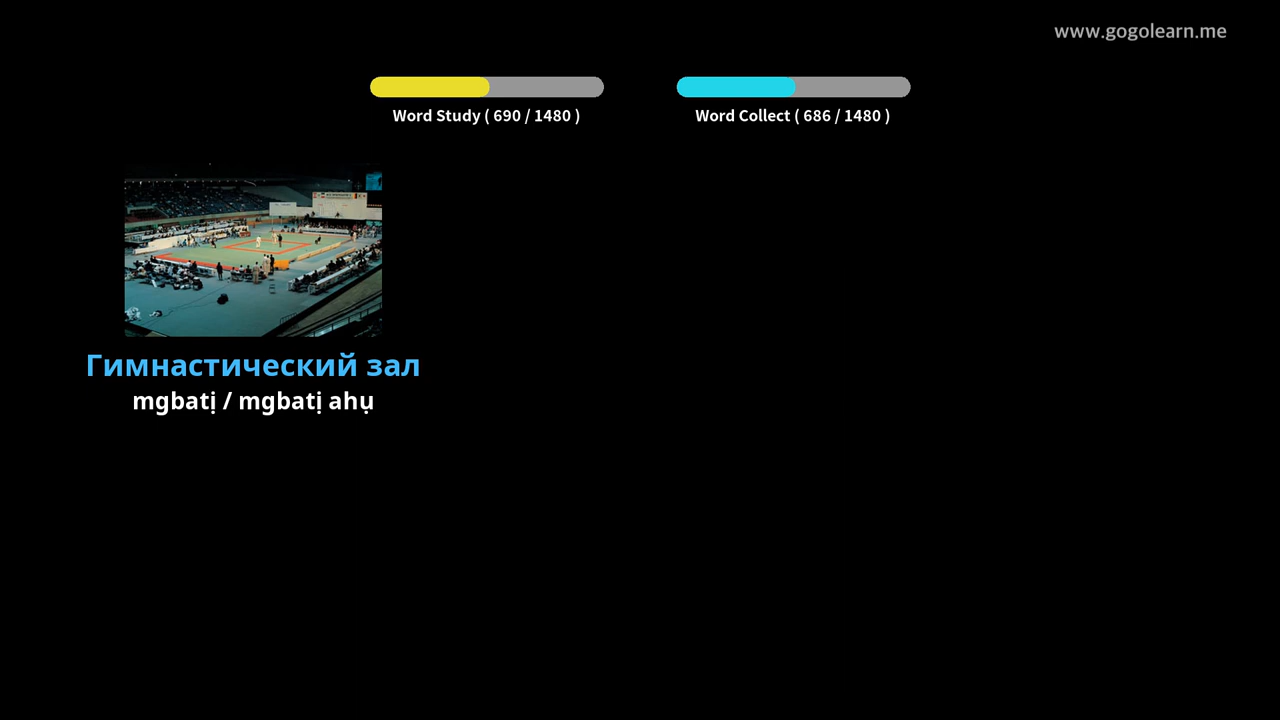 www.gogolearn.me
Word Study ( 690 / 1480 )
Word Collect ( 686 / 1480 )
Гимнастический зал
mgbatị / mgbatị ahụ